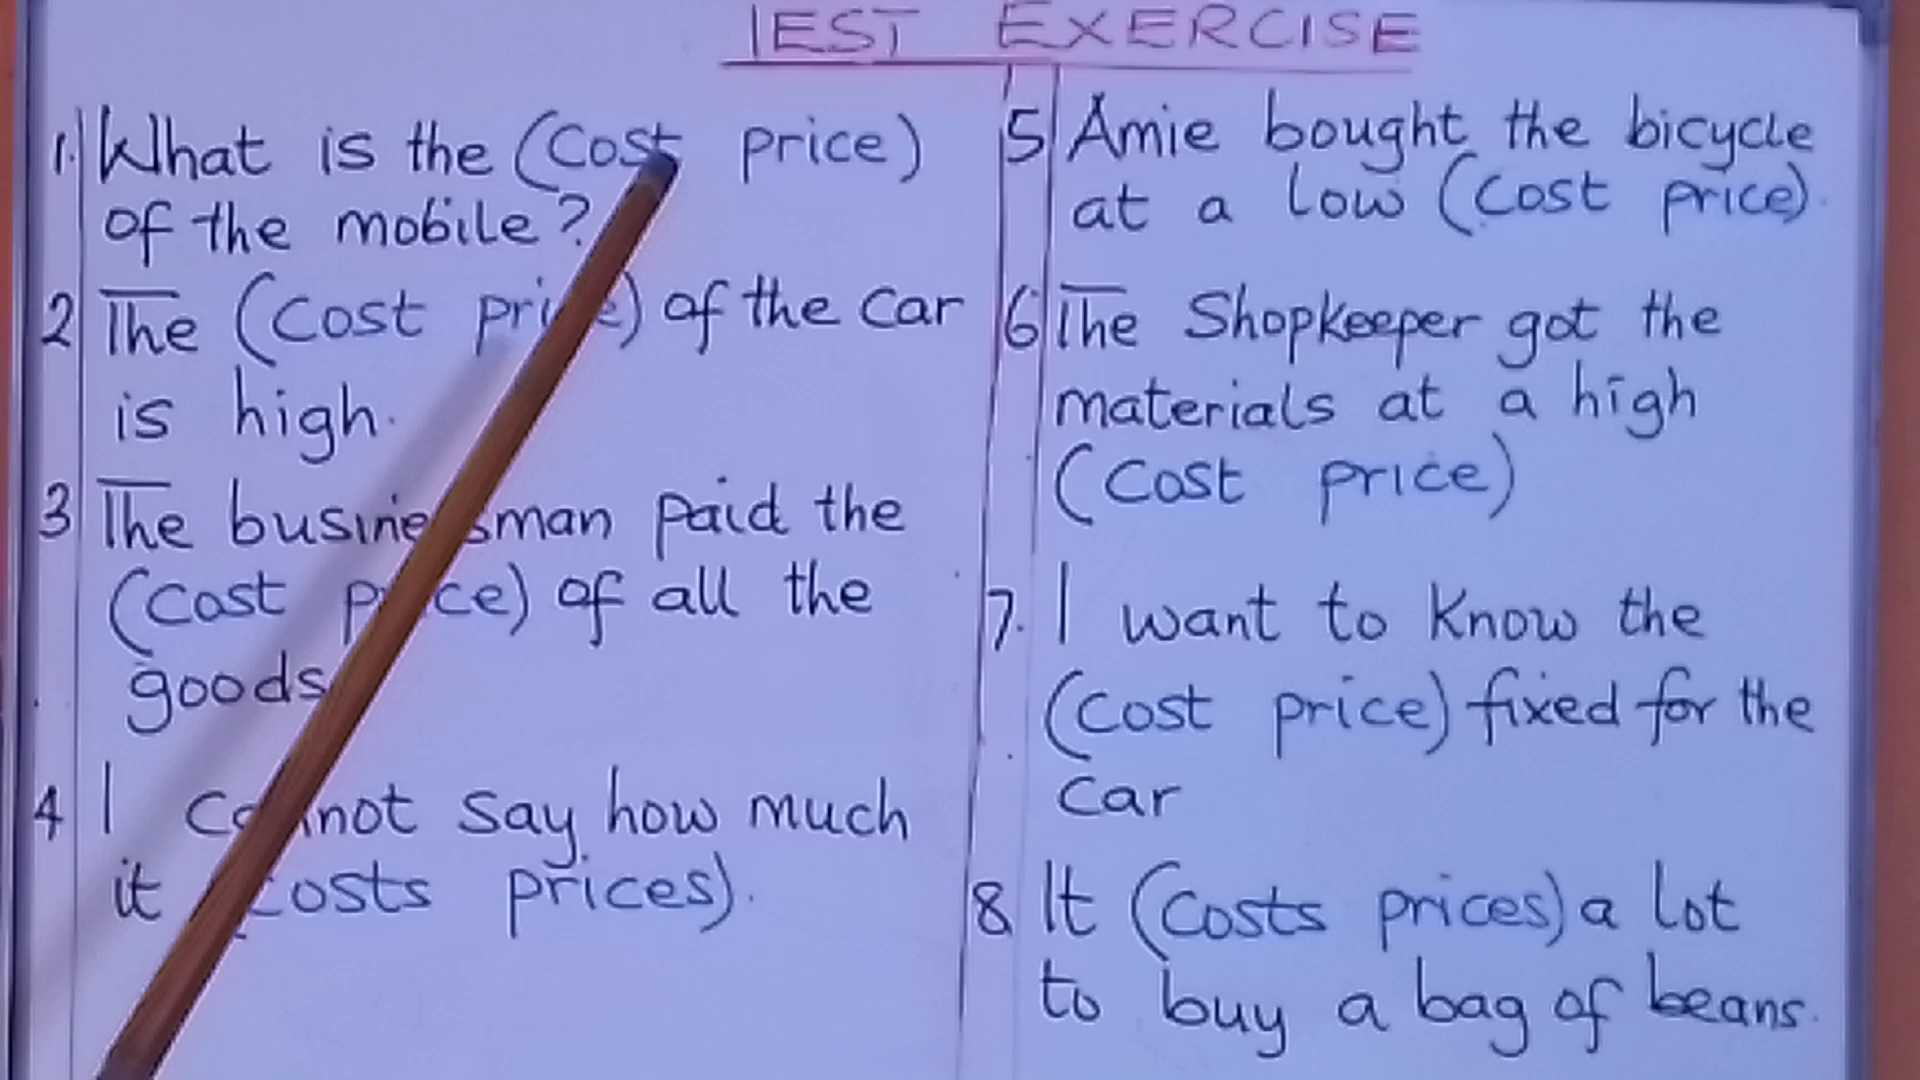 TEST EXERCISE
1. What is the (Cost price)
of the mobile?
2 The (Cost price) of the car
is high.
3 The businessman paid the
(Cost price) of all the
goods
4 I cannot say how much
it (costs prices).
5 Amie bought the bicycle
at a low (Cost price).
6 The Shopkeeper got the
materials at a high
(Cost price)
7. I want to know the
(Cost price) fixed for the
car
8 It (Costs prices) a lot
to buy a bag of beans.